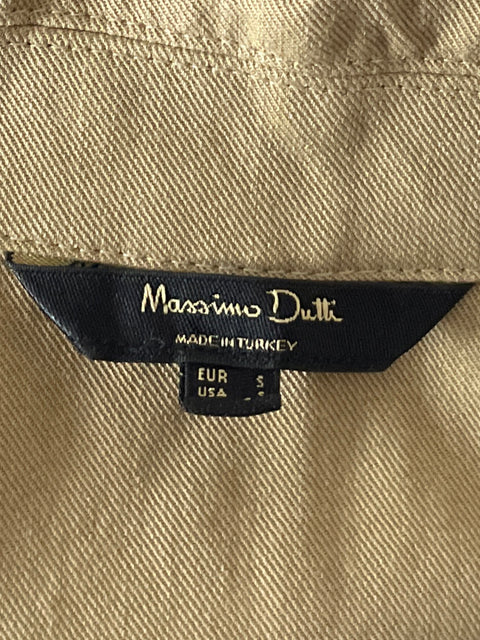 Massimo Dutti
MADE IN TURKEY
EUR S
USA S